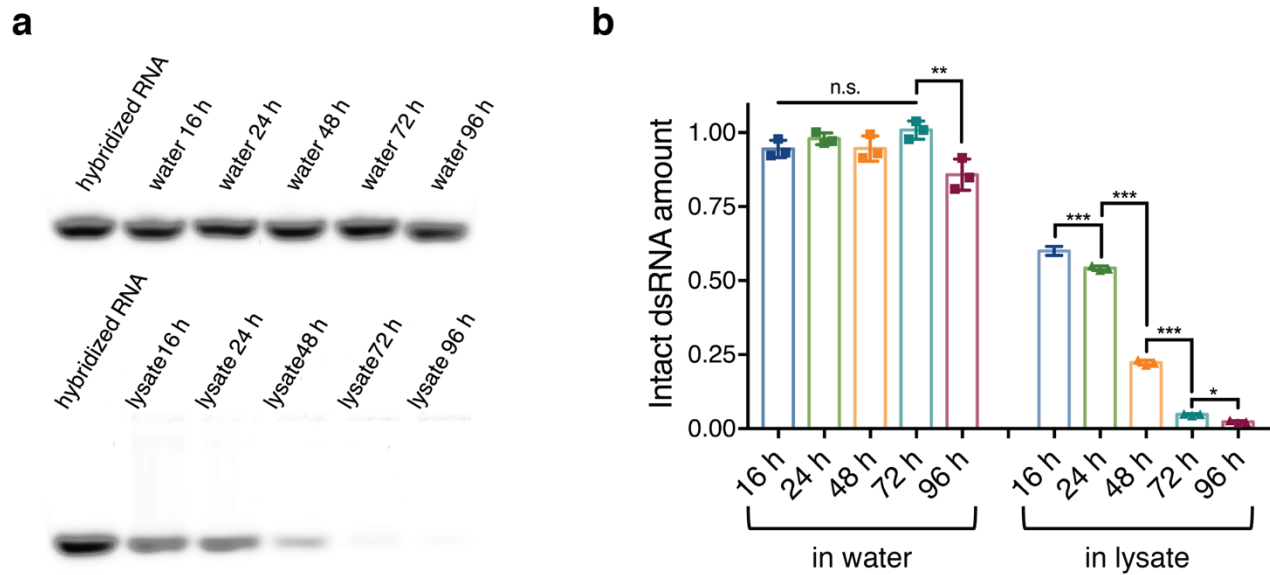 a
hybridized RNA
water 16 h
water 24 h
water 48 h
water 72 h
water 96 h
hybridized RNA
lysate16 h
lysate 24 h
lysate48 h
lysate72 h
lysate 96 h
b
Intact dsRNA amount
1.00
0.75
0.50
0.25
0.00
n.s.
**
***
***
***
*
16 h
24 h
48 h
72 h
96 h
16 h
24 h
48 h
72 h
96 h
in water
in lysate